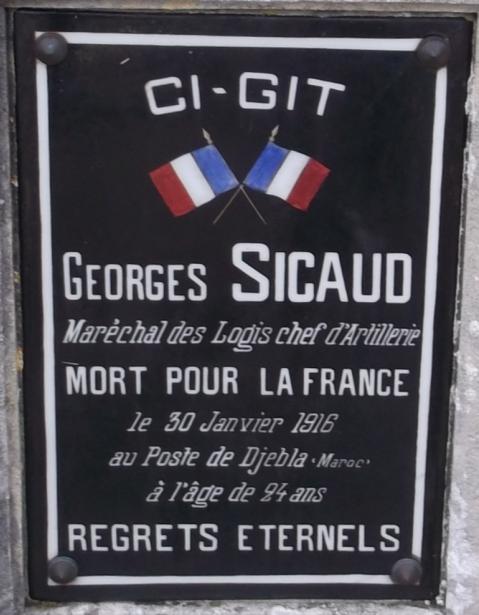 CI-GIT
GEORGES SICAUD
Maréchal des Logis chef d'Artillerie
MORT POUR LA FRANCE
le 30 Janvier 1916
au Poste de Djebla (Maroc)
à l'âge de 24 ans
REGRETS ETERNELS